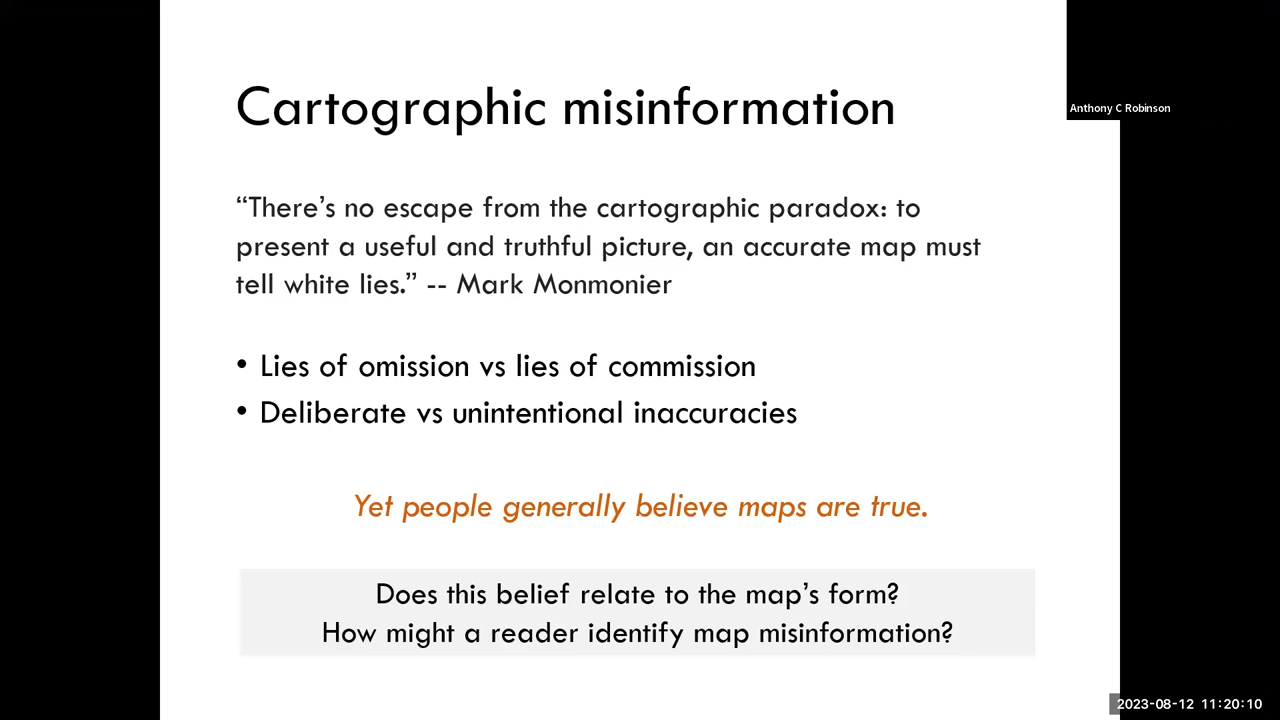 Cartographic misinformation
Anthony C Robinson
“There’s no escape from the cartographic paradox: to
present a useful and truthful picture, an accurate map must
tell white lies.” -- Mark Monmonier
• Lies of omission vs lies of commission
• Deliberate vs unintentional inaccuracies
Yet people generally believe maps are true.
Does this belief relate to the map’s form?
How might a reader identify map misinformation?
2023-08-12 11:20:10